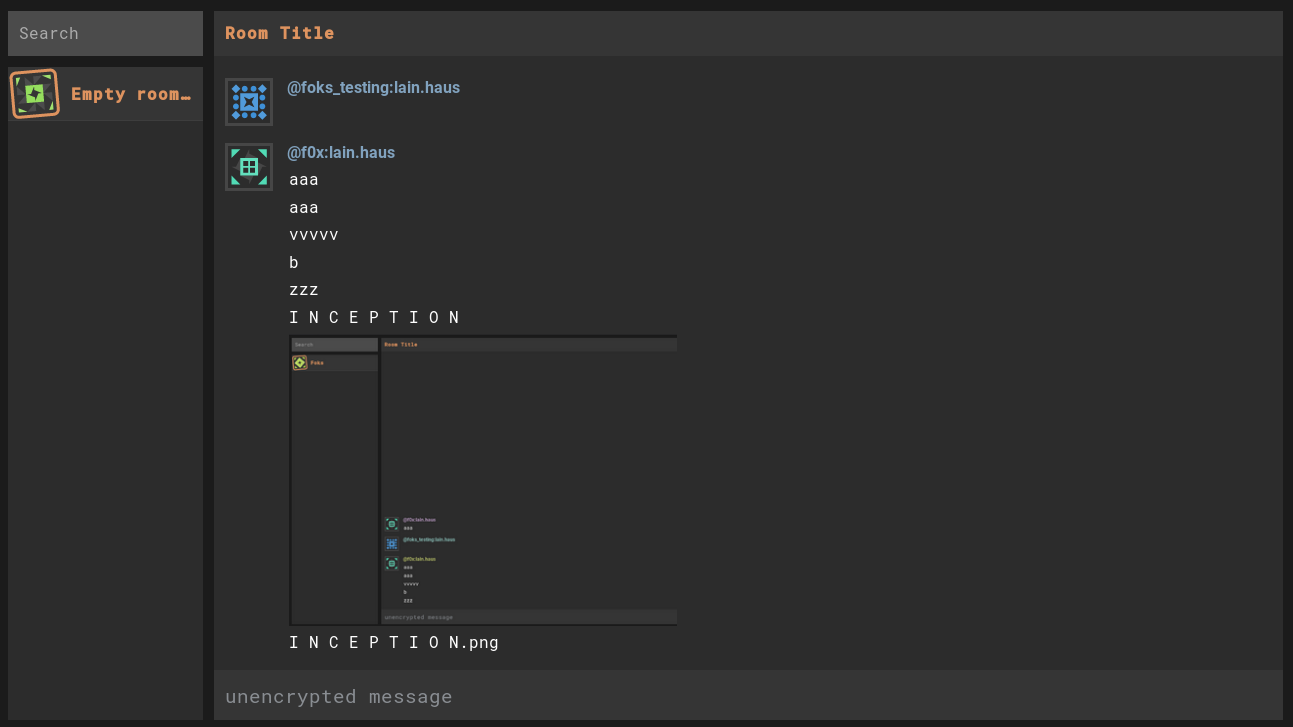 Search
Room Title
Empty room…
@foks_testing:lain.haus
@f0x:lain.haus
aaa
aaa
vvvvv
b
zzz
I N C E P T I O N
Search
Room Title
Foks
@f0x:lain.haus
aaa
@foks_testing:lain.haus
@f0x:lain.haus
aaa
aaa
vvvvv
b
zzz
unencrypted message
I N C E P T I O N.png
unencrypted message